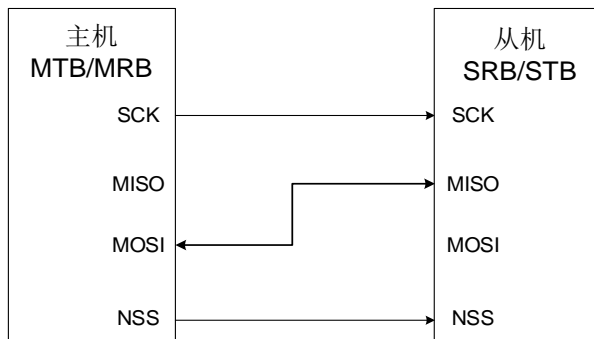 主机
MTB/MRB
SCK
MISO
MOSI
NSS
从机
SRB/STB
SCK
MISO
MOSI
NSS